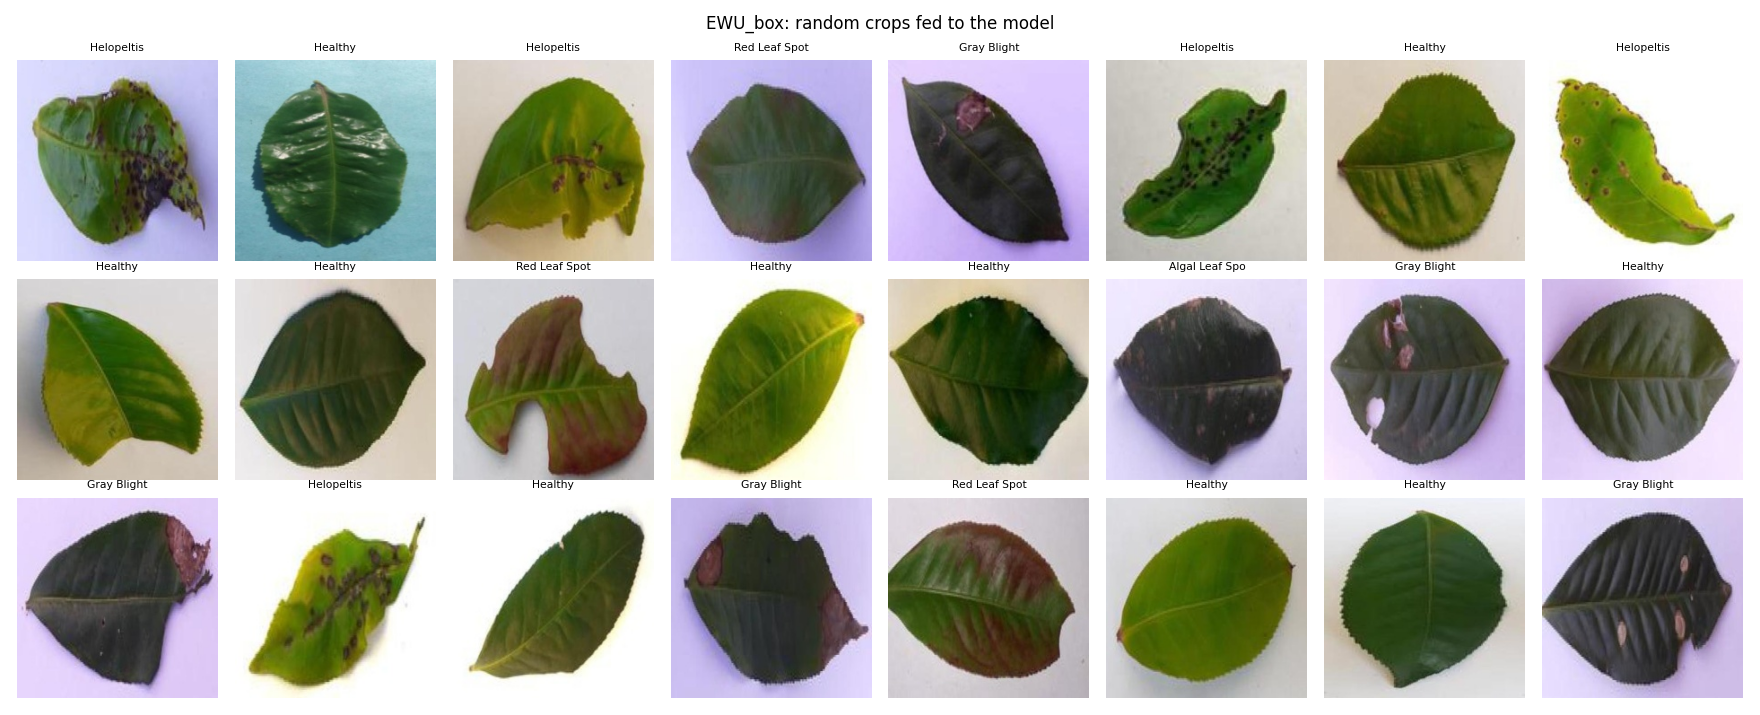 EWU_box: random crops fed to the model
Helopeltis Healthy Helopeltis Red Leaf Spot Gray Blight Helopeltis Healthy Helopeltis
Healthy Healthy Red Leaf Spot Healthy Healthy Algal Leaf Spo Gray Blight Healthy
Gray Blight Helopeltis Healthy Gray Blight Red Leaf Spot Healthy Healthy Gray Blight